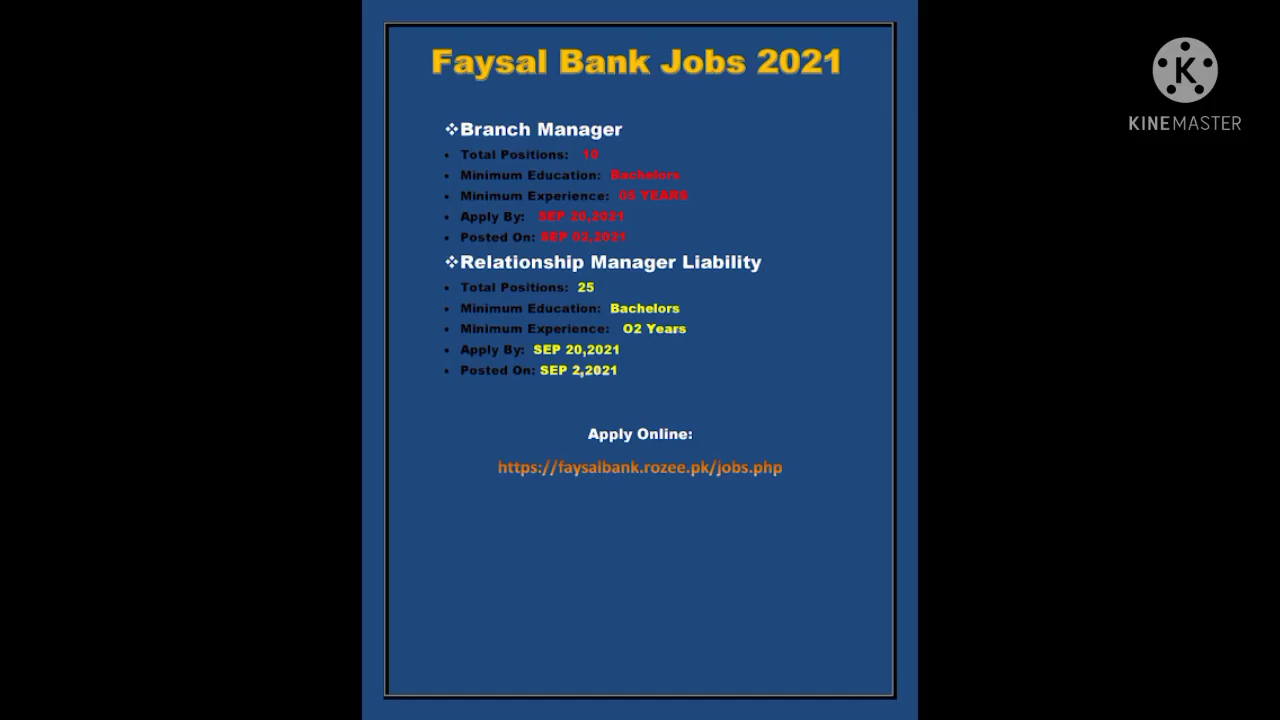 Faysal Bank Jobs 2021
❖Branch Manager
• Total Positions: 10
• Minimum Education: Bachelors
• Minimum Experience: 05 YEARS
• Apply By: SEP 20,2021
• Posted On: SEP 02,2021
❖Relationship Manager Liability
• Total Positions: 25
• Minimum Education: Bachelors
• Minimum Experience: O2 Years
• Apply By: SEP 20,2021
• Posted On: SEP 2,2021
Apply Online:
https://faysalbank.rozee.pk/jobs.php
K
KINEMASTER